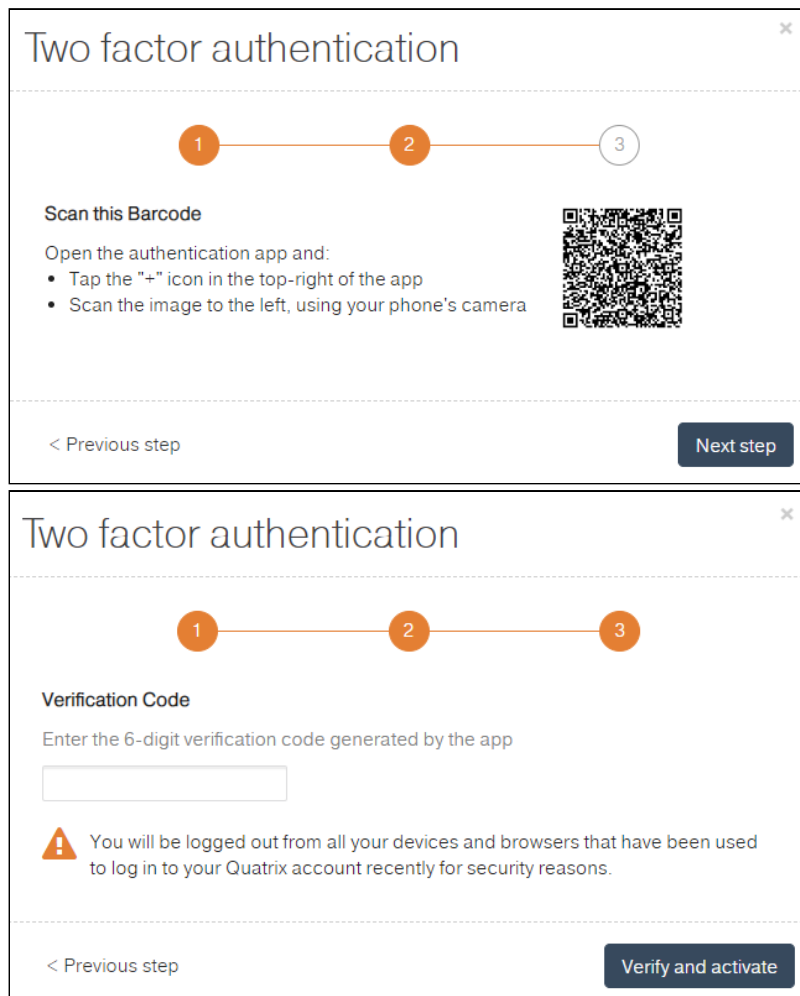 Two factor authentication
×
1
2
3
Scan this Barcode
Open the authentication app and:
• Tap the "+" icon in the top-right of the app
• Scan the image to the left, using your phone's camera
< Previous step
Next step
Two factor authentication
×
1
2
3
Verification Code
Enter the 6-digit verification code generated by the app
You will be logged out from all your devices and browsers that have been used
to log in to your Quatrix account recently for security reasons.
< Previous step
Verify and activate